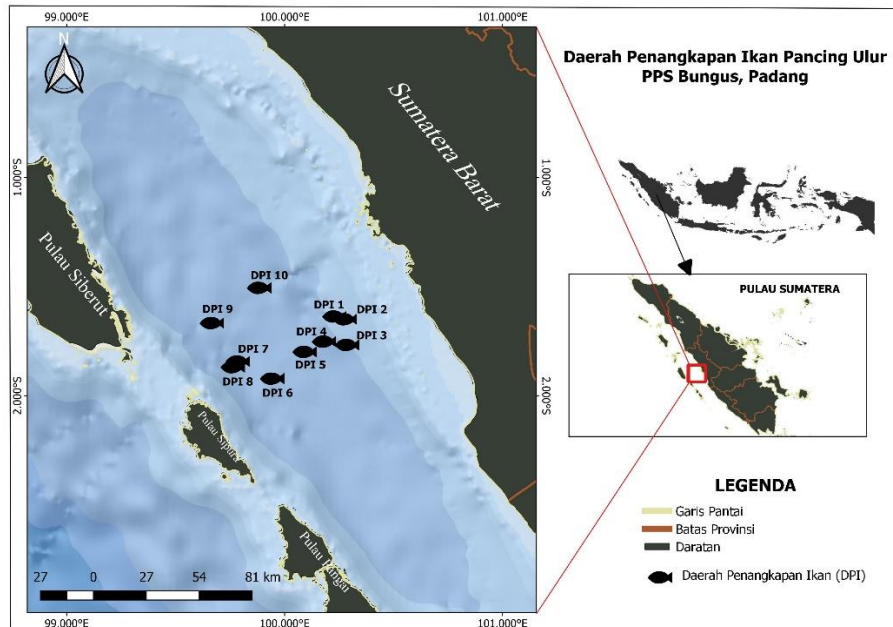 99.000°E 100.000°E 101.000°E
N
Sumatera Barat
Pulau Siberut
Pulau Sipura
Pulau Pagai
DPI 10
DPI 9
DPI 1
DPI 2
DPI 4
DPI 3
DPI 7
DPI 5
DPI 8
DPI 6
1.000°S
2.000°S
1.000°S
2.000°S
27 0 27 54 81 km
99.000°E 100.000°E 101.000°E
Daerah Penangkapan Ikan Pancing Ulur
PPS Bungus, Padang
PULAU SUMATERA
LEGENDA
Garis Pantai
Batas Provinsi
Daratan
Daerah Penangkapan Ikan (DPI)